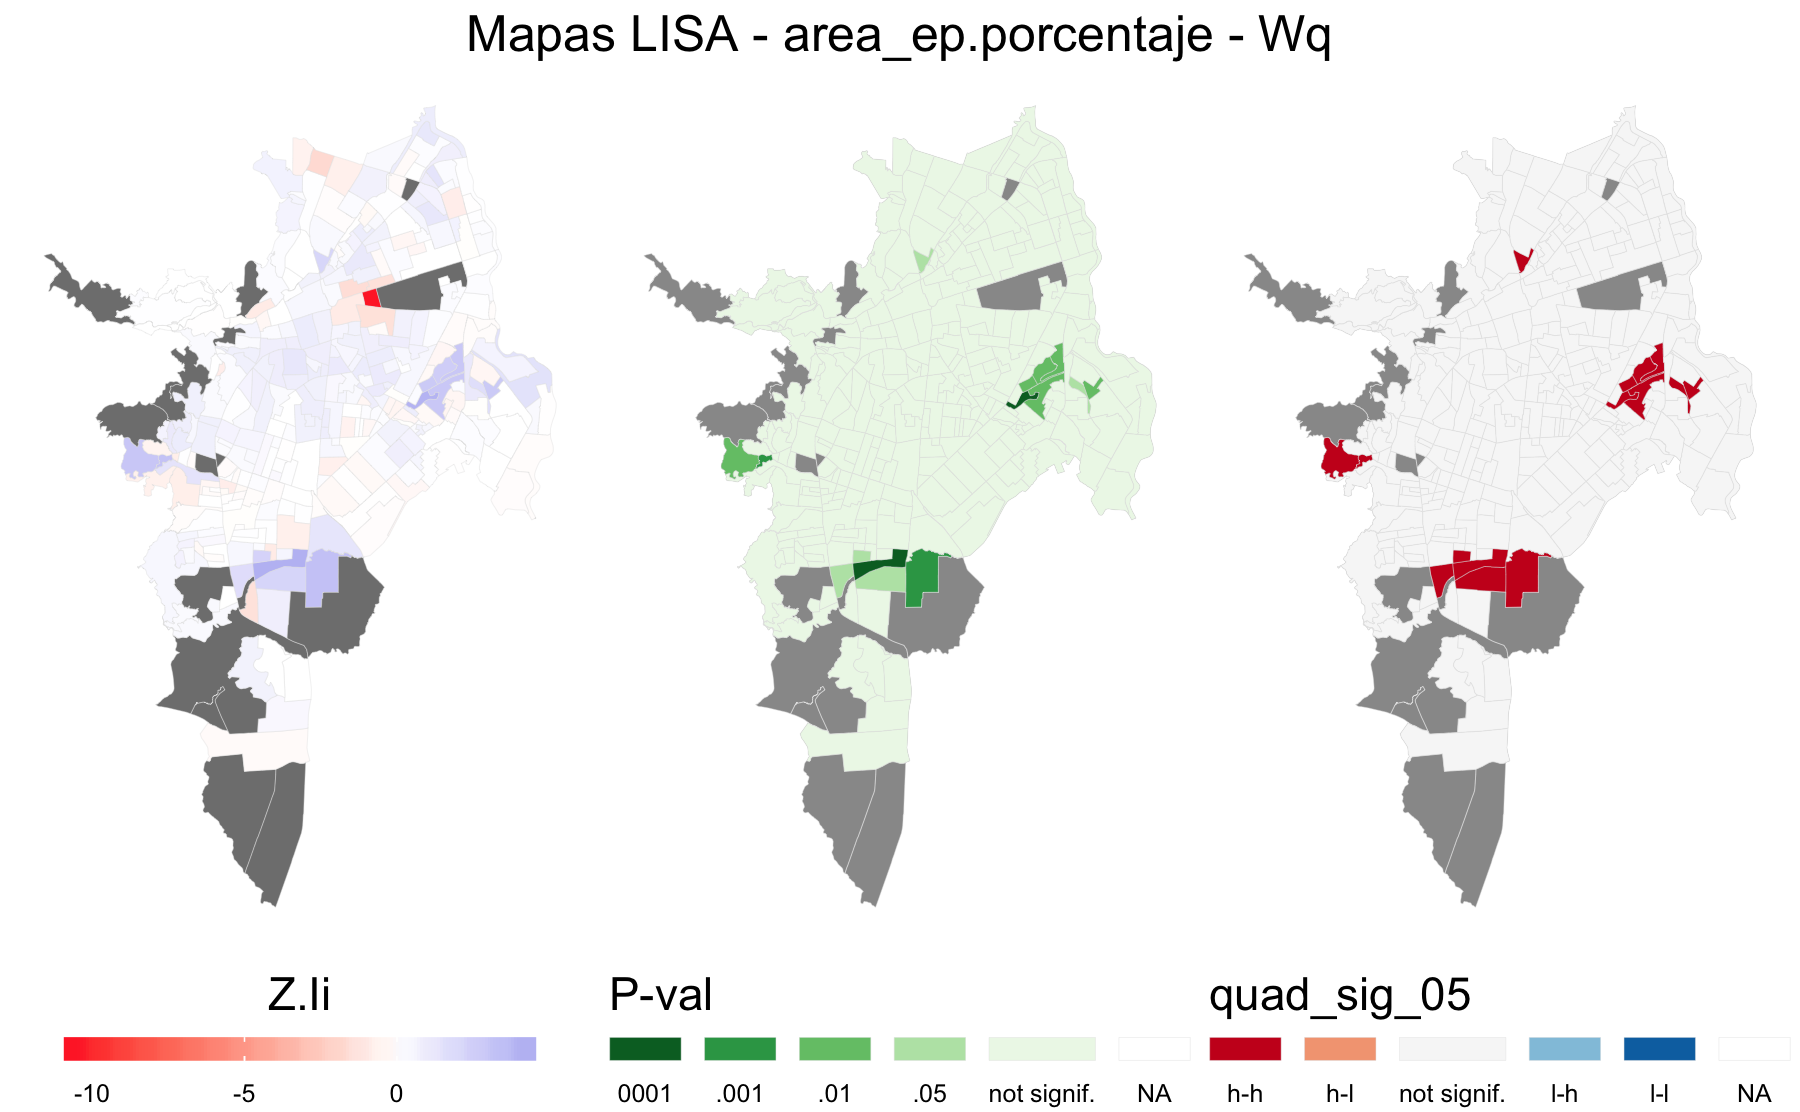 Mapas LISA - area_ep.porcentaje - Wq
Z.Ii
-10 -5 0
P-val
0001 .001 .01 .05 not signif. NA
quad_sig_05
h-h h-l not signif. l-h l-l NA